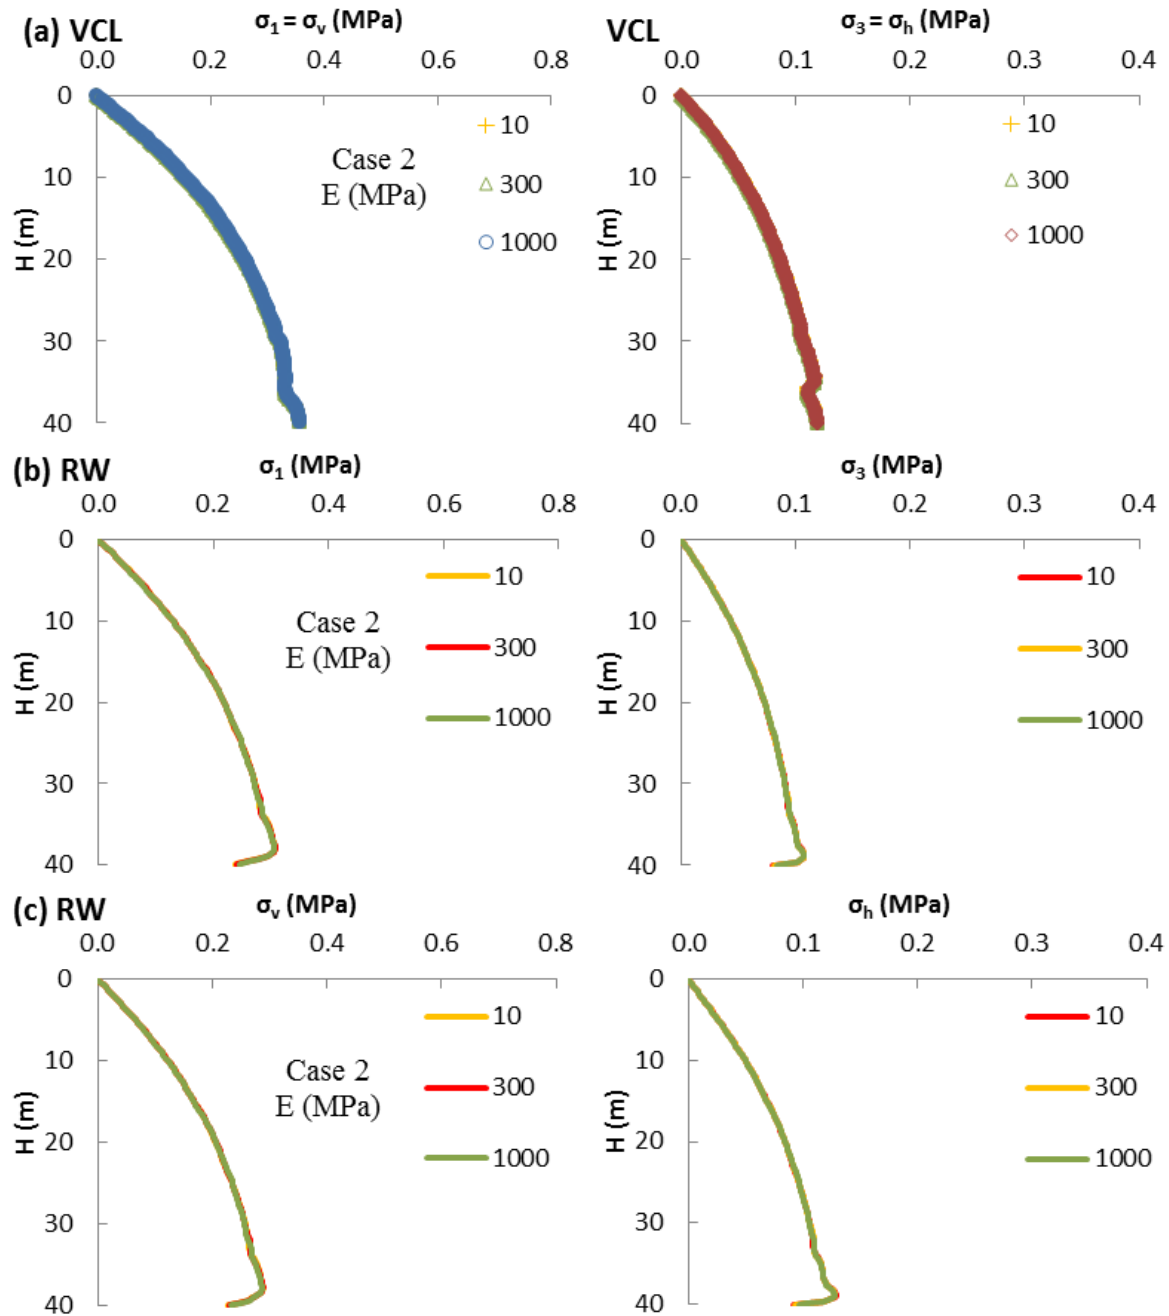 (a) VCL
σ1 = σv (MPa)
0.0 0.2 0.4 0.6 0.8
0
10
20
30
40
H (m)
Case 2
E (MPa)
10
300
1000
VCL
σ3 = σh (MPa)
0.0 0.1 0.2 0.3 0.4
0
10
20
30
40
H (m)
10
300
1000
(b) RW
σ1 (MPa)
0.0 0.2 0.4 0.6 0.8
0
10
20
30
40
H (m)
Case 2
E (MPa)
10
300
1000
σ3 (MPa)
0.0 0.1 0.2 0.3 0.4
0
10
20
30
40
H (m)
10
300
1000
(c) RW
σv (MPa)
0.0 0.2 0.4 0.6 0.8
0
10
20
30
40
H (m)
Case 2
E (MPa)
10
300
1000
σh (MPa)
0.0 0.1 0.2 0.3 0.4
0
10
20
30
40
H (m)
10
300
1000